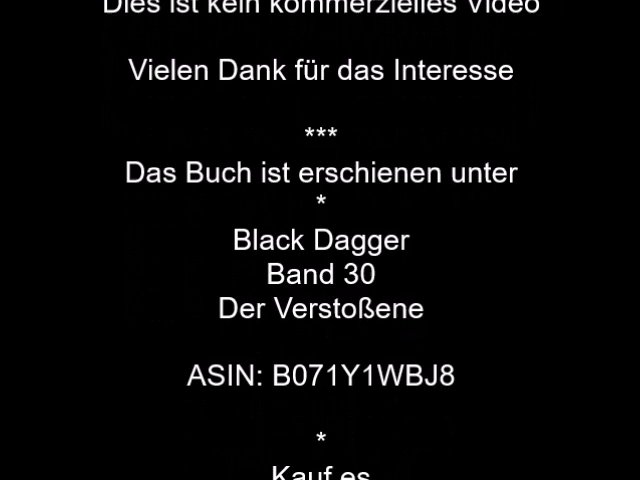 Dies ist kein kommerzielles Video
Vielen Dank für das Interesse
***
Das Buch ist erschienen unter
*
Black Dagger
Band 30
Der Verstoßene
ASIN: B071Y1WBJ8
*
Kauf es